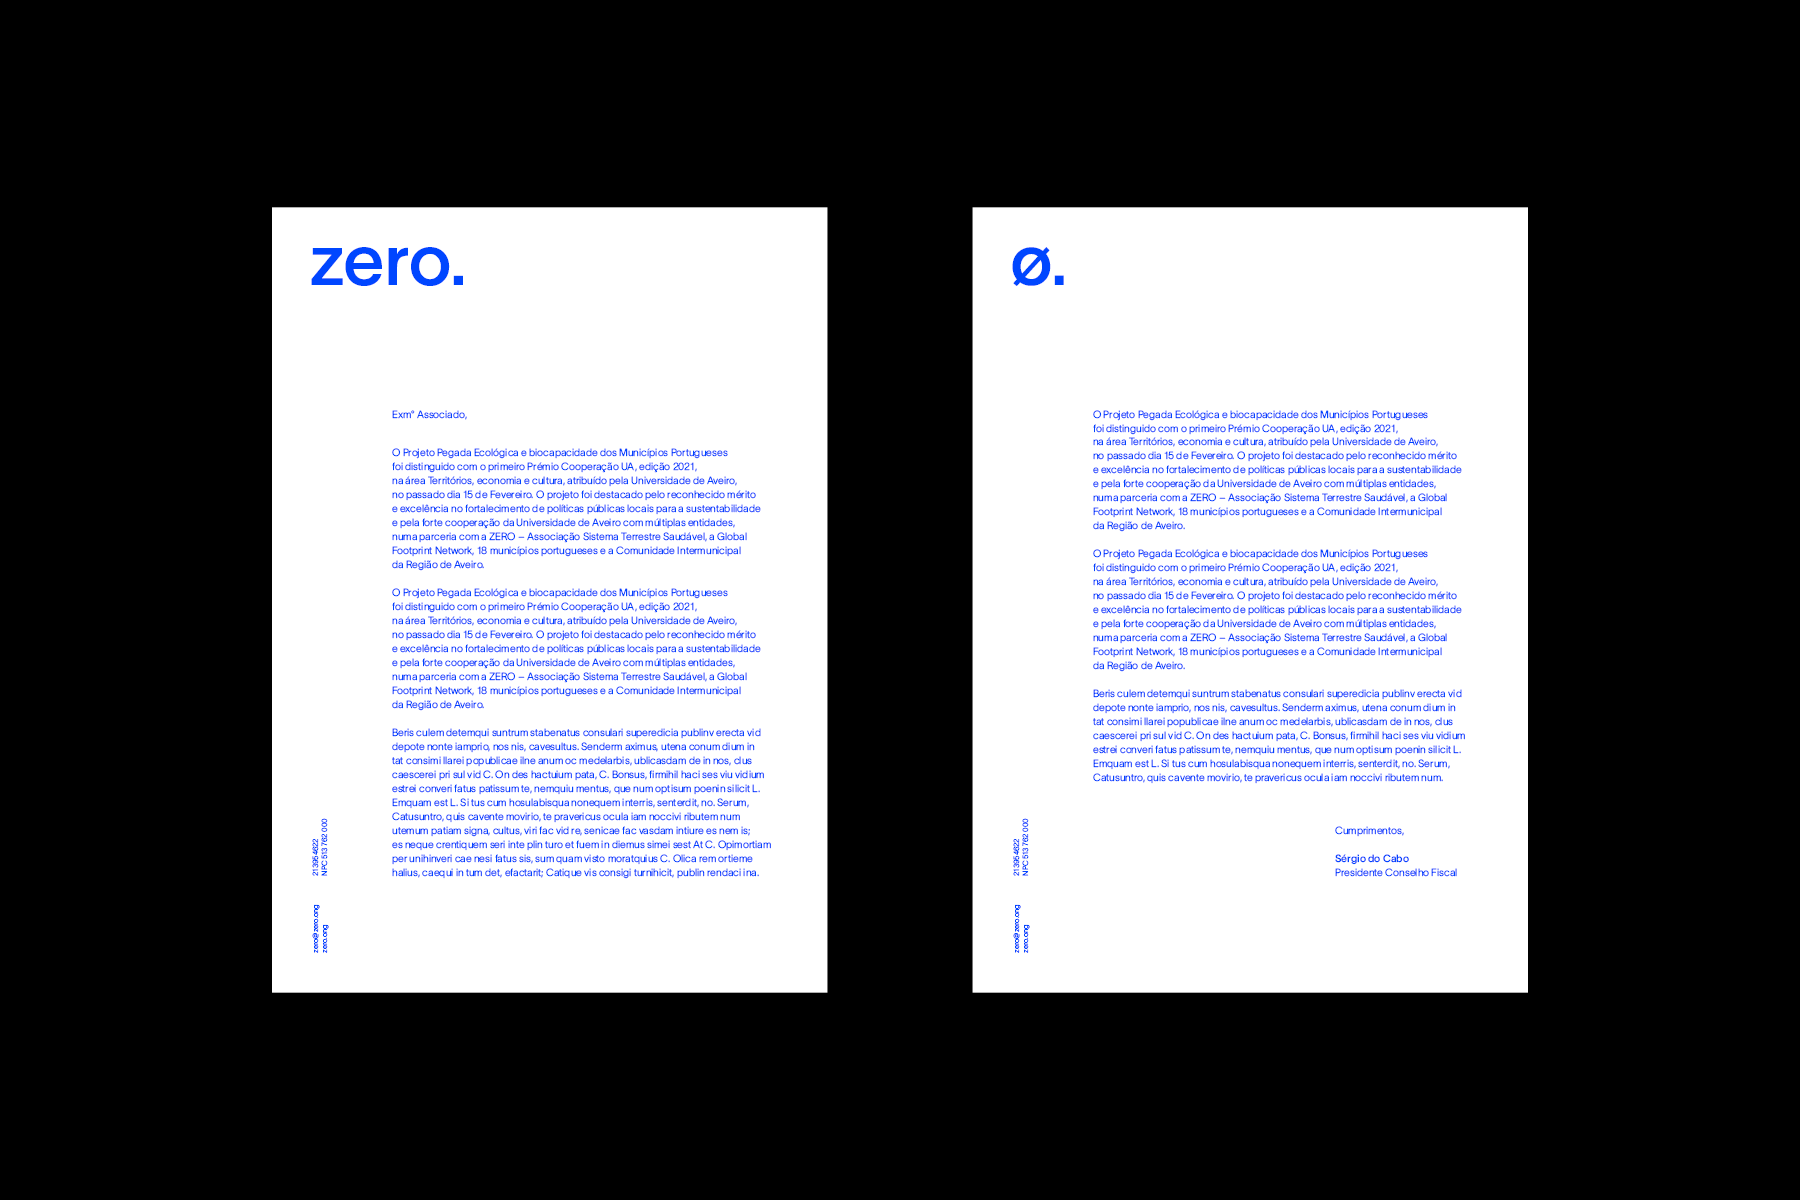 zero.
Exmº Associado,
O Projeto Pegada Ecológica e biocapacidade dos Municípios Portugueses
foi distinguido com o primeiro Prémio Cooperação UA, edição 2021,
na área Territórios, economia e cultura, atribuído pela Universidade de Aveiro,
no passado dia 15 de Fevereiro. O projeto foi destacado pelo reconhecido mérito
e excelência no fortalecimento de políticas públicas locais para a sustentabilidade
e pela forte cooperação da Universidade de Aveiro com múltiplas entidades,
numa parceria com a ZERO – Associação Sistema Terrestre Saudável, a Global
Footprint Network, 18 municípios portugueses e a Comunidade Intermunicipal
da Região de Aveiro.
O Projeto Pegada Ecológica e biocapacidade dos Municípios Portugueses
foi distinguido com o primeiro Prémio Cooperação UA, edição 2021,
na área Territórios, economia e cultura, atribuído pela Universidade de Aveiro,
no passado dia 15 de Fevereiro. O projeto foi destacado pelo reconhecido mérito
e excelência no fortalecimento de políticas públicas locais para a sustentabilidade
e pela forte cooperação da Universidade de Aveiro com múltiplas entidades,
numa parceria com a ZERO – Associação Sistema Terrestre Saudável, a Global
Footprint Network, 18 municípios portugueses e a Comunidade Intermunicipal
da Região de Aveiro.
Beris culem detemqui suntrum stabenatus consulari superedicia publinv erecta vid
depote nonte iamprio, nos nis, cavesultus. Senderm aximus, utena conum dium in
tat consimi llarei popublicae ilne anum oc medelarbis, ublicasdam de in nos, clus
caescerei pri sul vid C. On des hactuium pata, C. Bonsus, firmihil haci ses viu vidium
estrei converi fatus patissum te, nemquiu mentus, que num optisum poenin silicit L.
Emquam est L. Si tus cum hosulabisqua nonequem interris, senterdit, no. Serum,
Catusuntro, quis cavente movirio, te pravericus ocula iam noccivi ributem num
utemum patiam signa, cultus, viri fac vid re, senicae fac vasdam intiure es nem is;
es neque crentiquem seri inte plin turo et fuem in diemus simei sest At C. Opimortiam
per unihinveri cae nesi fatus sis, sum quam visto moratquius C. Olica rem ortieme
halius, caequi in tum det, efactarit; Catique vis consigi turnihicit, publin rendaci ina.
213954622
NPC 513 762 000
zero@zero.ong
zero.ong
ø.
O Projeto Pegada Ecológica e biocapacidade dos Municípios Portugueses
foi distinguido com o primeiro Prémio Cooperação UA, edição 2021,
na área Territórios, economia e cultura, atribuído pela Universidade de Aveiro,
no passado dia 15 de Fevereiro. O projeto foi destacado pelo reconhecido mérito
e excelência no fortalecimento de políticas públicas locais para a sustentabilidade
e pela forte cooperação da Universidade de Aveiro com múltiplas entidades,
numa parceria com a ZERO – Associação Sistema Terrestre Saudável, a Global
Footprint Network, 18 municípios portugueses e a Comunidade Intermunicipal
da Região de Aveiro.
O Projeto Pegada Ecológica e biocapacidade dos Municípios Portugueses
foi distinguido com o primeiro Prémio Cooperação UA, edição 2021,
na área Territórios, economia e cultura, atribuído pela Universidade de Aveiro,
no passado dia 15 de Fevereiro. O projeto foi destacado pelo reconhecido mérito
e excelência no fortalecimento de políticas públicas locais para a sustentabilidade
e pela forte cooperação da Universidade de Aveiro com múltiplas entidades,
numa parceria com a ZERO – Associação Sistema Terrestre Saudável, a Global
Footprint Network, 18 municípios portugueses e a Comunidade Intermunicipal
da Região de Aveiro.
Beris culem detemqui suntrum stabenatus consulari superedicia publinv erecta vid
depote nonte iamprio, nos nis, cavesultus. Senderm aximus, utena conum dium in
tat consimi llarei popublicae ilne anum oc medelarbis, ublicasdam de in nos, clus
caescerei pri sul vid C. On des hactuium pata, C. Bonsus, firmihil haci ses viu vidium
estrei converi fatus patissum te, nemquiu mentus, que num optisum poenin silicit L.
Emquam est L. Si tus cum hosulabisqua nonequem interris, senterdit, no. Serum,
Catusuntro, quis cavente movirio, te pravericus ocula iam noccivi ributem num.
Cumprimentos,
Sérgio do Cabo
Presidente Conselho Fiscal
213954622
NPC 513 762 000
zero@zero.ong
zero.ong